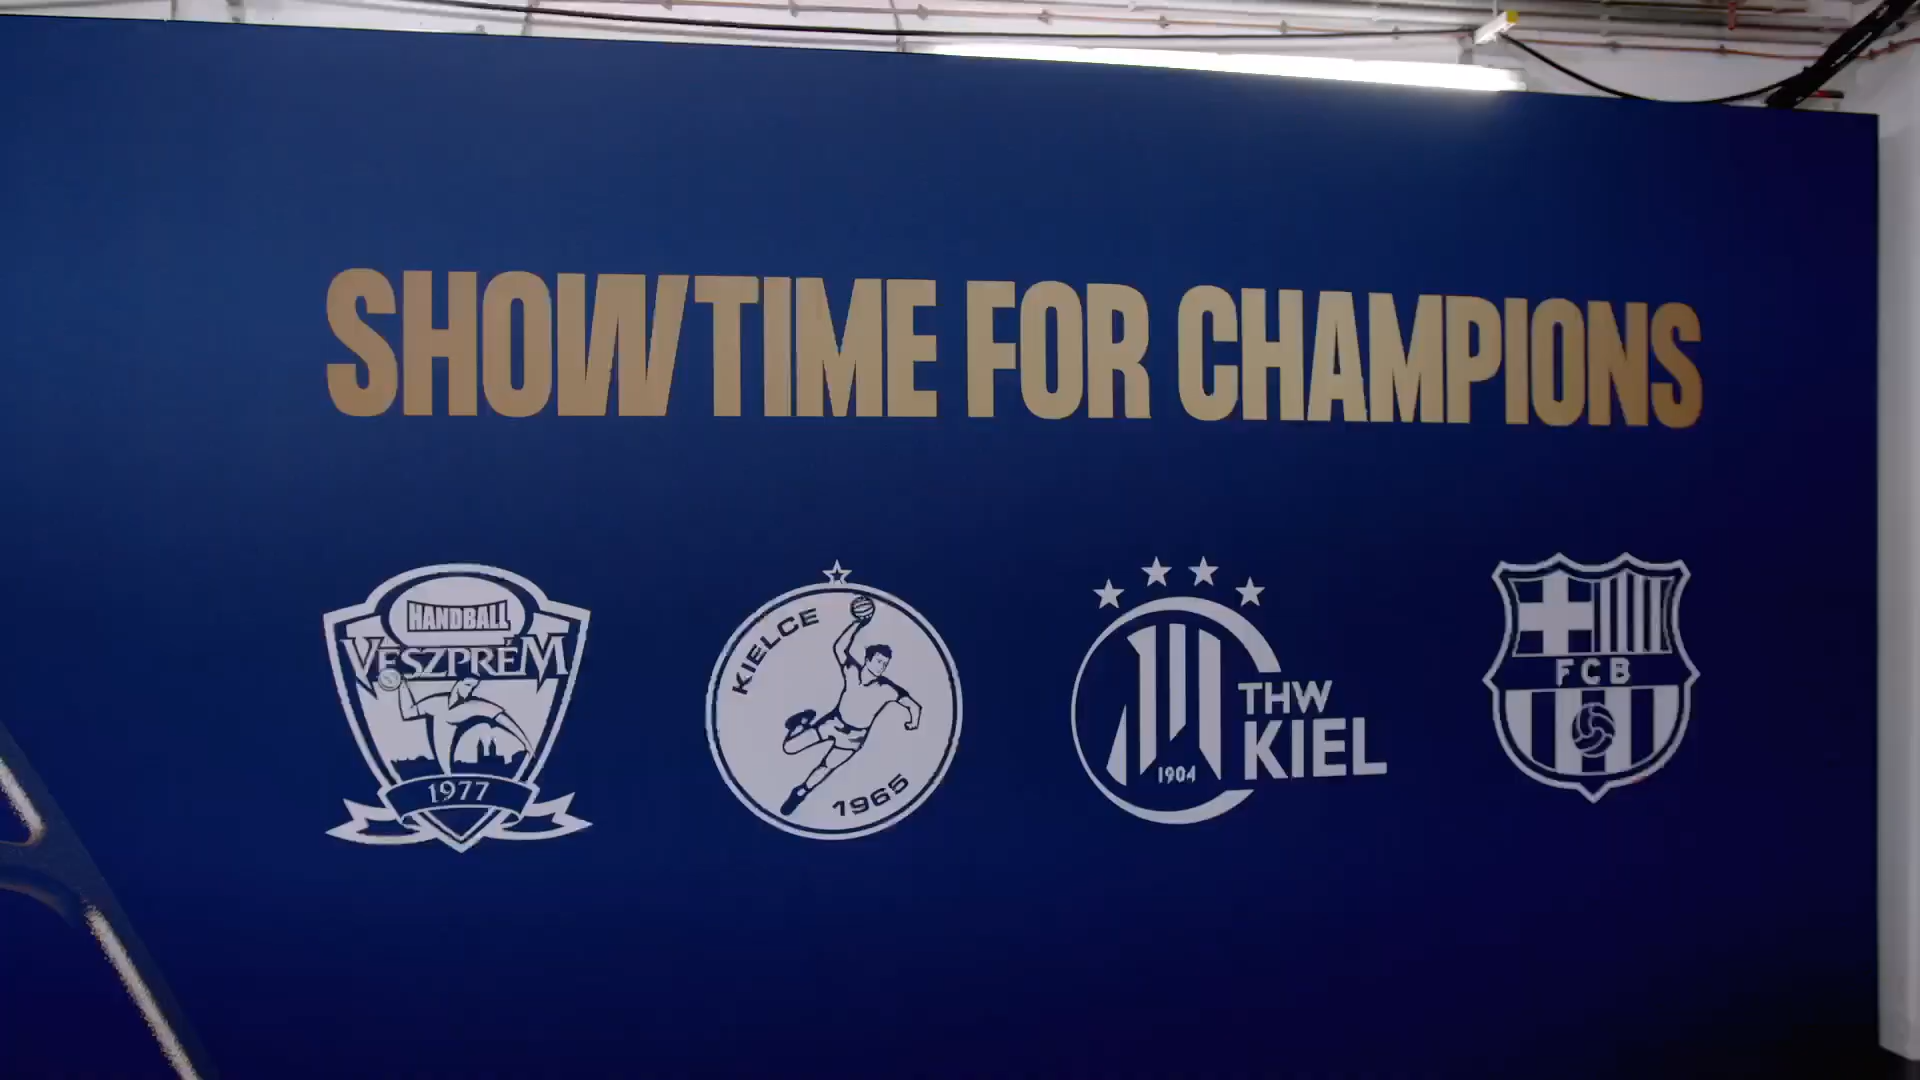 SHOWTIME FOR CHAMPIONS
HANDBALL
VESZPRÉM
1977
KIELCE
1965
1904
THW
KIEL
FCB